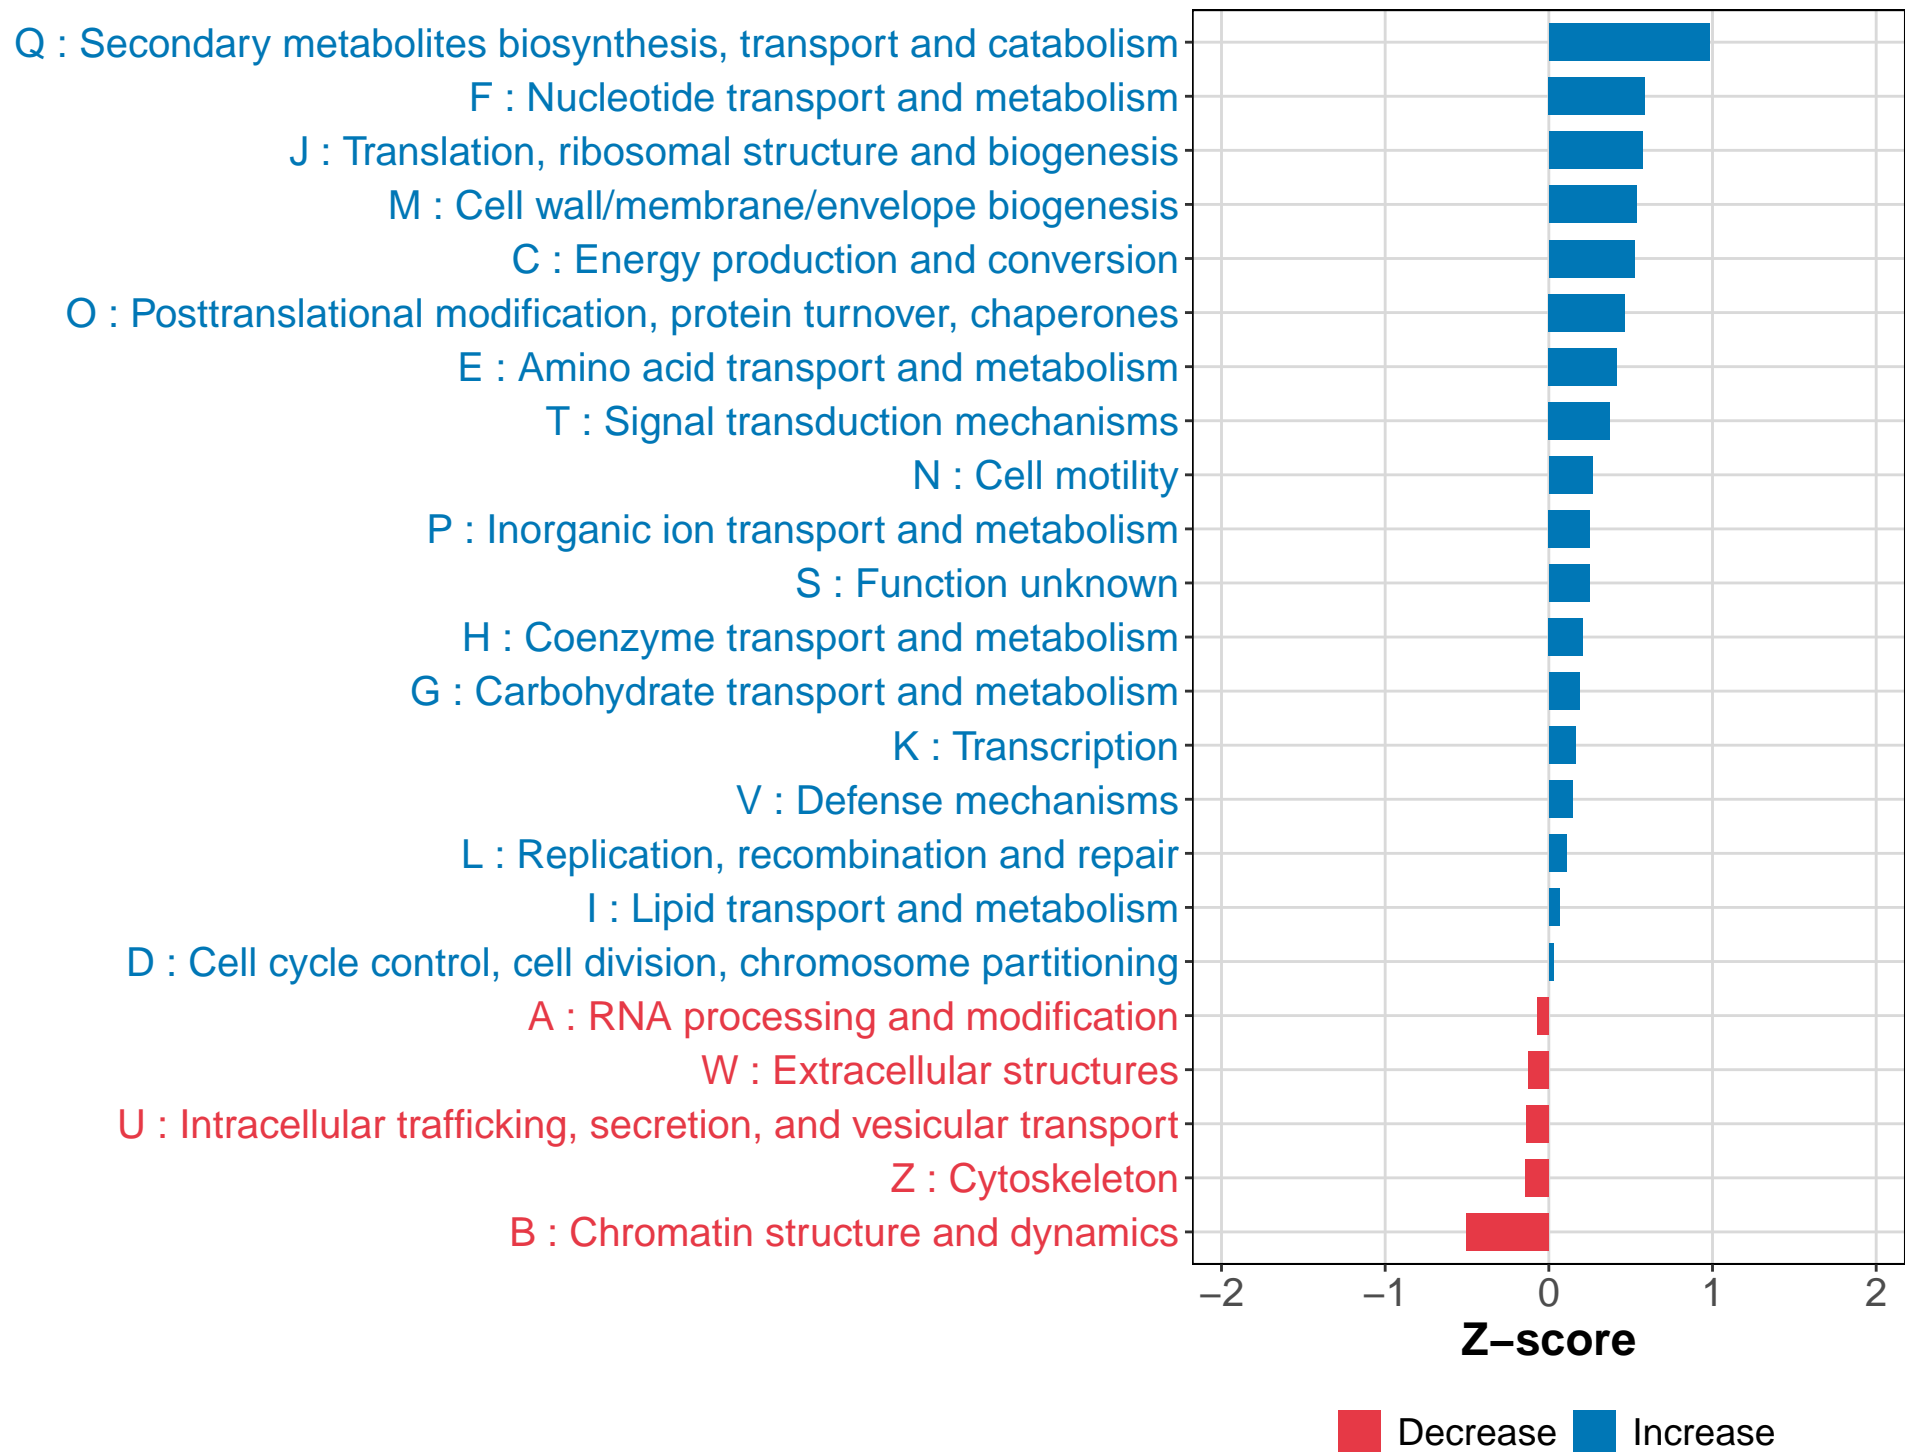 Q : Secondary metabolites biosynthesis, transport and catabolism
F : Nucleotide transport and metabolism
J : Translation, ribosomal structure and biogenesis
M : Cell wall/membrane/envelope biogenesis
C : Energy production and conversion
O : Posttranslational modification, protein turnover, chaperones
E : Amino acid transport and metabolism
T : Signal transduction mechanisms
N : Cell motility
P : Inorganic ion transport and metabolism
S : Function unknown
H : Coenzyme transport and metabolism
G : Carbohydrate transport and metabolism
K : Transcription
V : Defense mechanisms
L : Replication, recombination and repair
I : Lipid transport and metabolism
D : Cell cycle control, cell division, chromosome partitioning
A : RNA processing and modification
W : Extracellular structures
U : Intracellular trafficking, secretion, and vesicular transport
Z : Cytoskeleton
B : Chromatin structure and dynamics
−2 −1 0 1 2
Z−score
Decrease Increase